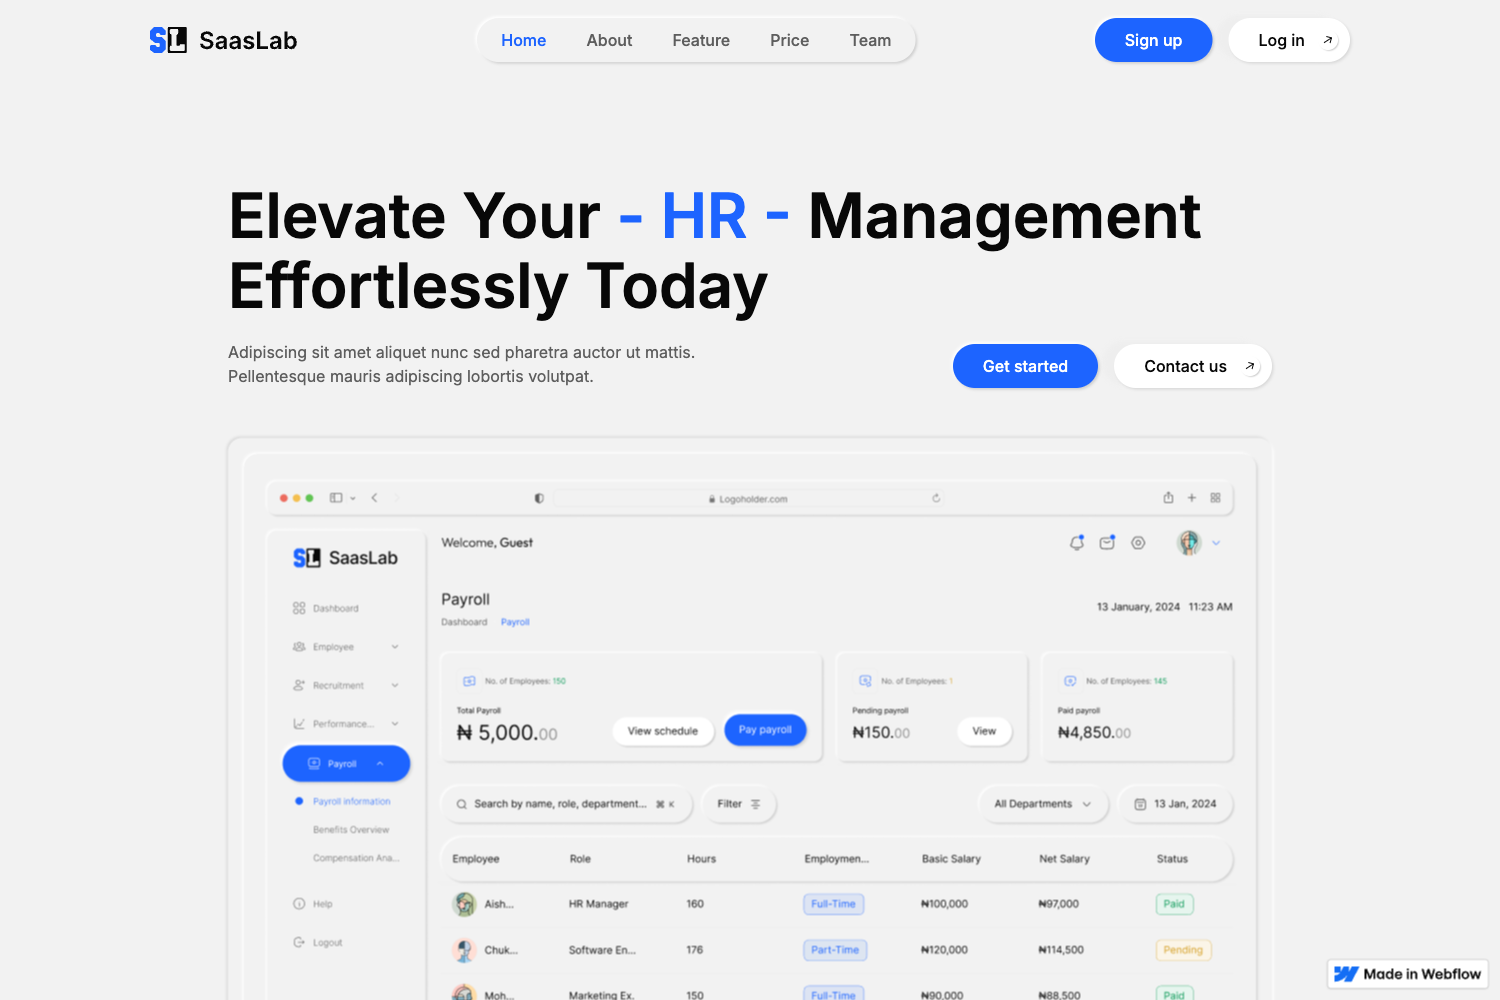 SL SaasLab
Home About Feature Price Team
Sign up
Log in
Elevate Your - HR - Management
Effortlessly Today
Adipiscing sit amet aliquet nunc sed pharetra auctor ut mattis.
Pellentesque mauris adipiscing lobortis volutpat.
Get started
Contact us
Logoholder.com
SL SaasLab
Welcome, Guest
Payroll
13 January, 2024 11:23 AM
Dashboard Payroll
Dashboard
Employee
Recruitment
Performance...
Payroll
Payroll information
Benefits Overview
Compensation Ana...
Help
Logout
No. of Employees: 150
Total Payroll
₦ 5,000.00
View schedule
Pay payroll
No. of Employees: 1
Pending payroll
₦150.00
View
No. of Employees: 145
Paid payroll
₦4,850.00
Search by name, role, department... ⌘ K
Filter
All Departments
13 Jan, 2024
Employee Role Hours Employmen... Basic Salary Net Salary Status
Aish... HR Manager 160 Full-Time ₦100,000 ₦97,000 Paid
Chuk... Software En... 176 Part-Time ₦120,000 ₦114,500 Pending
Moh... Marketing Ex. 150 Full-Time ₦90,000 ₦88,500 Paid
Made in Webflow